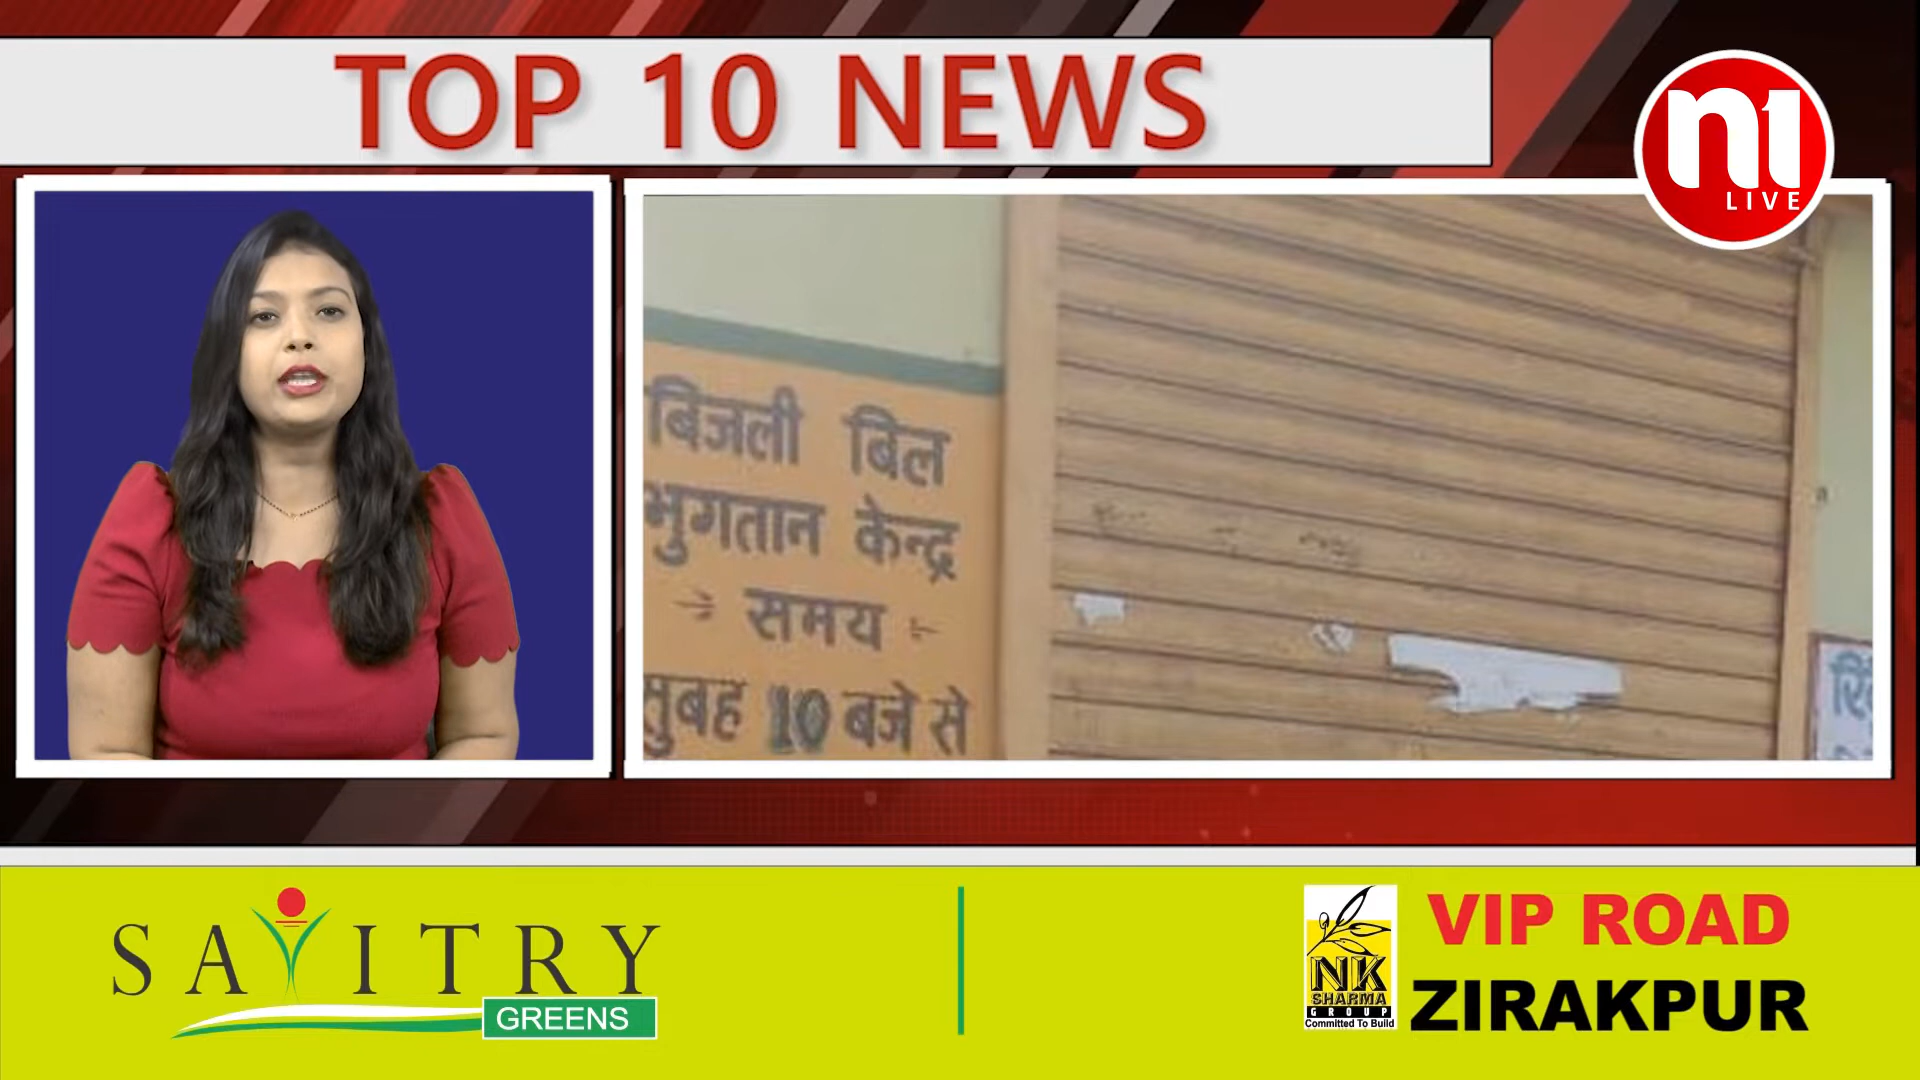 TOP 10 NEWS
n1
LIVE
बिजली बिल
भुगतान केन्द्र
समय
सुबह 10 बजे से
SAVITRY
GREENS
NK
SHARMA
GROUP
Committed To Build
VIP ROAD
ZIRAKPUR